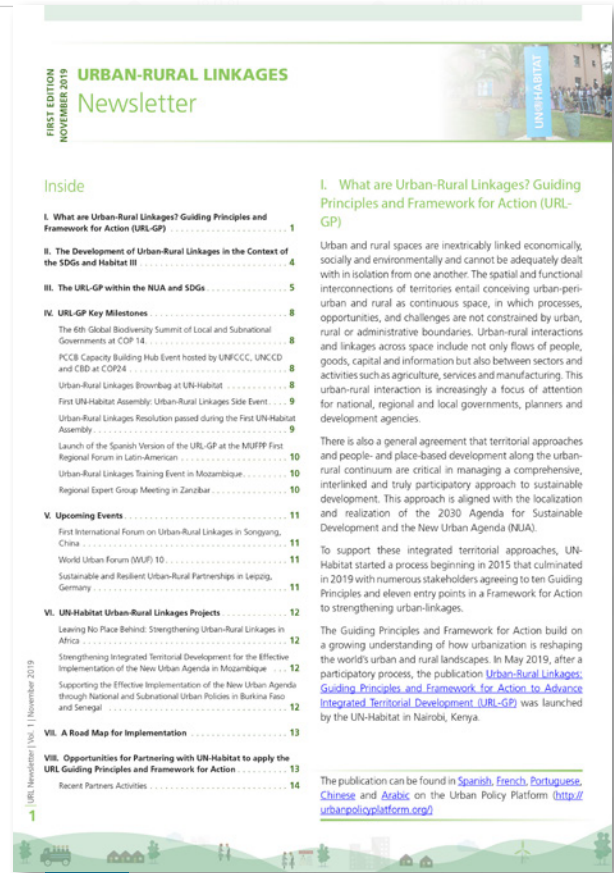 FIRST EDITION
NOVEMBER 2019
URBAN-RURAL LINKAGES
Newsletter
UN HABITAT
Inside
I. What are Urban-Rural Linkages? Guiding Principles and
Framework for Action (URL-GP) . . . . . . . . . . . . . . . . . . . . 1
II. The Development of Urban-Rural Linkages in the Context of
the SDGs and Habitat III . . . . . . . . . . . . . . . . . . . . . . . . . 4
III. The URL-GP within the NUA and SDGs . . . . . . . . . . . . . . 5
IV. URL-GP Key Milestones . . . . . . . . . . . . . . . . . . . . . . . . 8
The 6th Global Biodiversity Summit of Local and Subnational
Governments at COP 14 . . . . . . . . . . . . . . . . . . . . . . . . 8
PCCB Capacity Building Hub Event hosted by UNFCCC, UNCCD
and CBD at COP24 . . . . . . . . . . . . . . . . . . . . . . . . . . . 8
Urban-Rural Linkages Brownbag at UN-Habitat . . . . . . . . . . 8
First UN-Habitat Assembly: Urban-Rural Linkages Side Event. . . . 9
Urban-Rural Linkages Resolution passed during the First UN-Habitat
Assembly . . . . . . . . . . . . . . . . . . . . . . . . . . . . . . . . 9
Launch of the Spanish Version of the URL-GP at the MUFPP First
Regional Forum in Latin-American . . . . . . . . . . . . . . . . . 10
Urban-Rural Linkages Training Event in Mozambique . . . . . . . 10
Regional Expert Group Meeting in Zanzibar . . . . . . . . . . . . 10
V. Upcoming Events . . . . . . . . . . . . . . . . . . . . . . . . . . . 11
First International Forum on Urban-Rural Linkages in Songyang,
China . . . . . . . . . . . . . . . . . . . . . . . . . . . . . . . . . 11
World Urban Forum (WUF) 10 . . . . . . . . . . . . . . . . . . . . 11
Sustainable and Resilient Urban-Rural Partnerships in Leipzig,
Germany . . . . . . . . . . . . . . . . . . . . . . . . . . . . . . . 11
VI. UN-Habitat Urban-Rural Linkages Projects . . . . . . . . . . . 12
Leaving No Place Behind: Strengthening Urban-Rural Linkages in
Africa . . . . . . . . . . . . . . . . . . . . . . . . . . . . . . . . . 12
Strengthening Integrated Territorial Development for the Effective
Implementation of the New Urban Agenda in Mozambique . . . 12
Supporting the Effective Implementation of the New Urban Agenda
through National and Subnational Urban Policies in Burkina Faso
and Senegal . . . . . . . . . . . . . . . . . . . . . . . . . . . . . 12
VII. A Road Map for Implementation . . . . . . . . . . . . . . . . . 13
VIII. Opportunities for Partnering with UN-Habitat to apply the
URL Guiding Principles and Framework for Action . . . . . . . . . 13
Recent Partners Activities . . . . . . . . . . . . . . . . . . . . . . 14
URL Newsletter | Vol. 1 | November 2019
1
I. What are Urban-Rural Linkages? Guiding
Principles and Framework for Action (URL-
GP)
Urban and rural spaces are inextricably linked economically,
socially and environmentally and cannot be adequately dealt
with in isolation from one another. The spatial and functional
interconnections of territories entail conceiving urban-peri-
urban and rural as continuous space, in which processes,
opportunities, and challenges are not constrained by urban,
rural or administrative boundaries. Urban-rural interactions
and linkages across space include not only flows of people,
goods, capital and information but also between sectors and
activities such as agriculture, services and manufacturing. This
urban-rural interaction is increasingly a focus of attention
for national, regional and local governments, planners and
development agencies.
There is also a general agreement that territorial approaches
and people- and place-based development along the urban-
rural continuum are critical in managing a comprehensive,
interlinked and truly participatory approach to sustainable
development. This approach is aligned with the localization
and realization of the 2030 Agenda for Sustainable
Development and the New Urban Agenda (NUA).
To support these integrated territorial approaches, UN-
Habitat started a process beginning in 2015 that culminated
in 2019 with numerous stakeholders agreeing to ten Guiding
Principles and eleven entry points in a Framework for Action
to strengthening urban-linkages.
The Guiding Principles and Framework for Action build on
a growing understanding of how urbanization is reshaping
the world's urban and rural landscapes. In May 2019, after a
participatory process, the publication Urban-Rural Linkages:
Guiding Principles and Framework for Action to Advance
Integrated Territorial Development (URL-GP) was launched
by the UN-Habitat in Nairobi, Kenya.
The publication can be found in Spanish, French, Portuguese,
Chinese and Arabic on the Urban Policy Platform (http://
urbanpolicyplatform.org/)